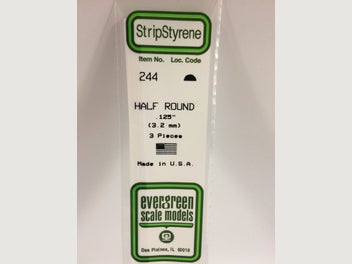 StripStyrene
Item No. Loc. Code
244
HALF ROUND
.125"
(3.2 mm)
3 Pieces
Made in U.S.A.
evergreen
scale models
Des Plaines, IL 60018